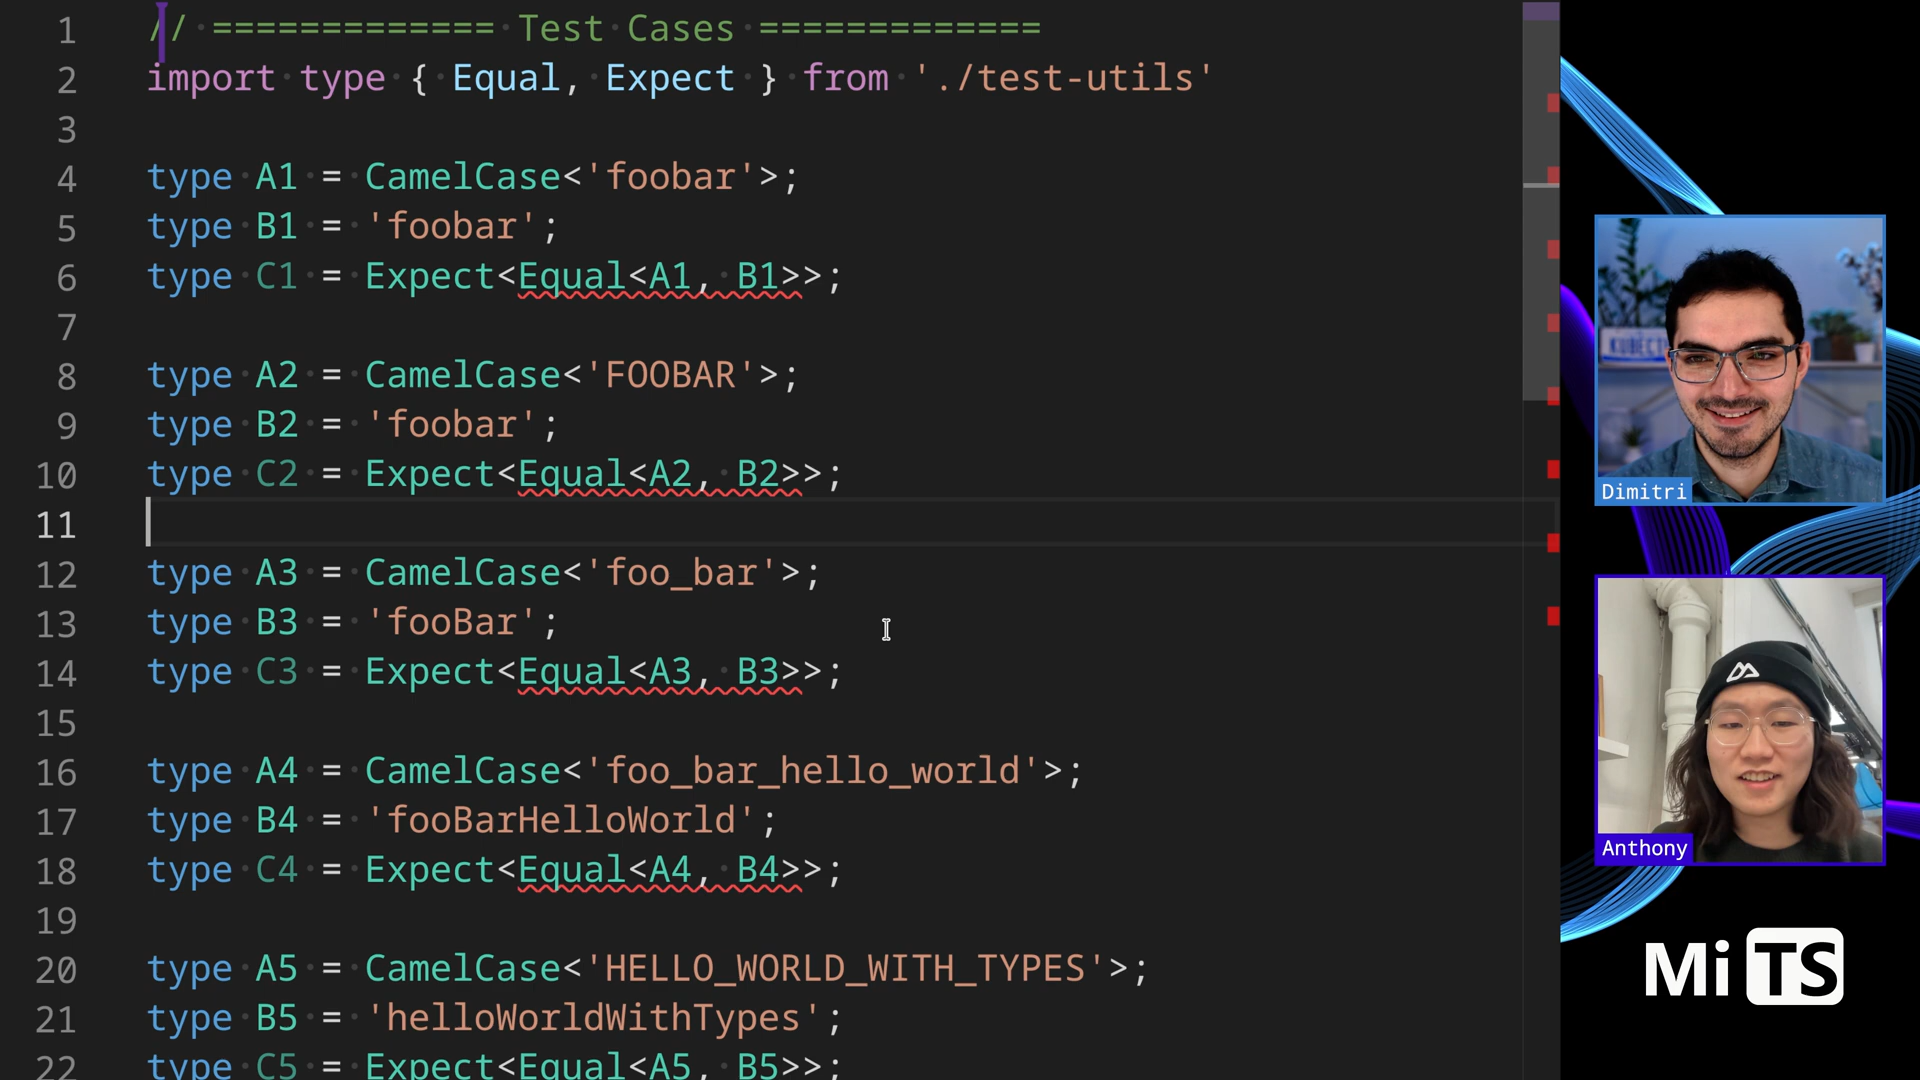 1 // ============= Test Cases =============
2 import type { Equal, Expect } from './test-utils'
3
4 type A1 = CamelCase<'foobar'>;
5 type B1 = 'foobar';
6 type C1 = Expect<Equal<A1, B1>>;
7
8 type A2 = CamelCase<'FOOBAR'>;
9 type B2 = 'foobar';
10 type C2 = Expect<Equal<A2, B2>>;
11
12 type A3 = CamelCase<'foo_bar'>;
13 type B3 = 'fooBar';
14 type C3 = Expect<Equal<A3, B3>>;
15
16 type A4 = CamelCase<'foo_bar_hello_world'>;
17 type B4 = 'fooBarHelloWorld';
18 type C4 = Expect<Equal<A4, B4>>;
19
20 type A5 = CamelCase<'HELLO_WORLD_WITH_TYPES'>;
21 type B5 = 'helloWorldWithTypes';
22 type C5 = Expect<Equal<A5, B5>>;
KUBECT
Dimitri
Anthony
Mi TS